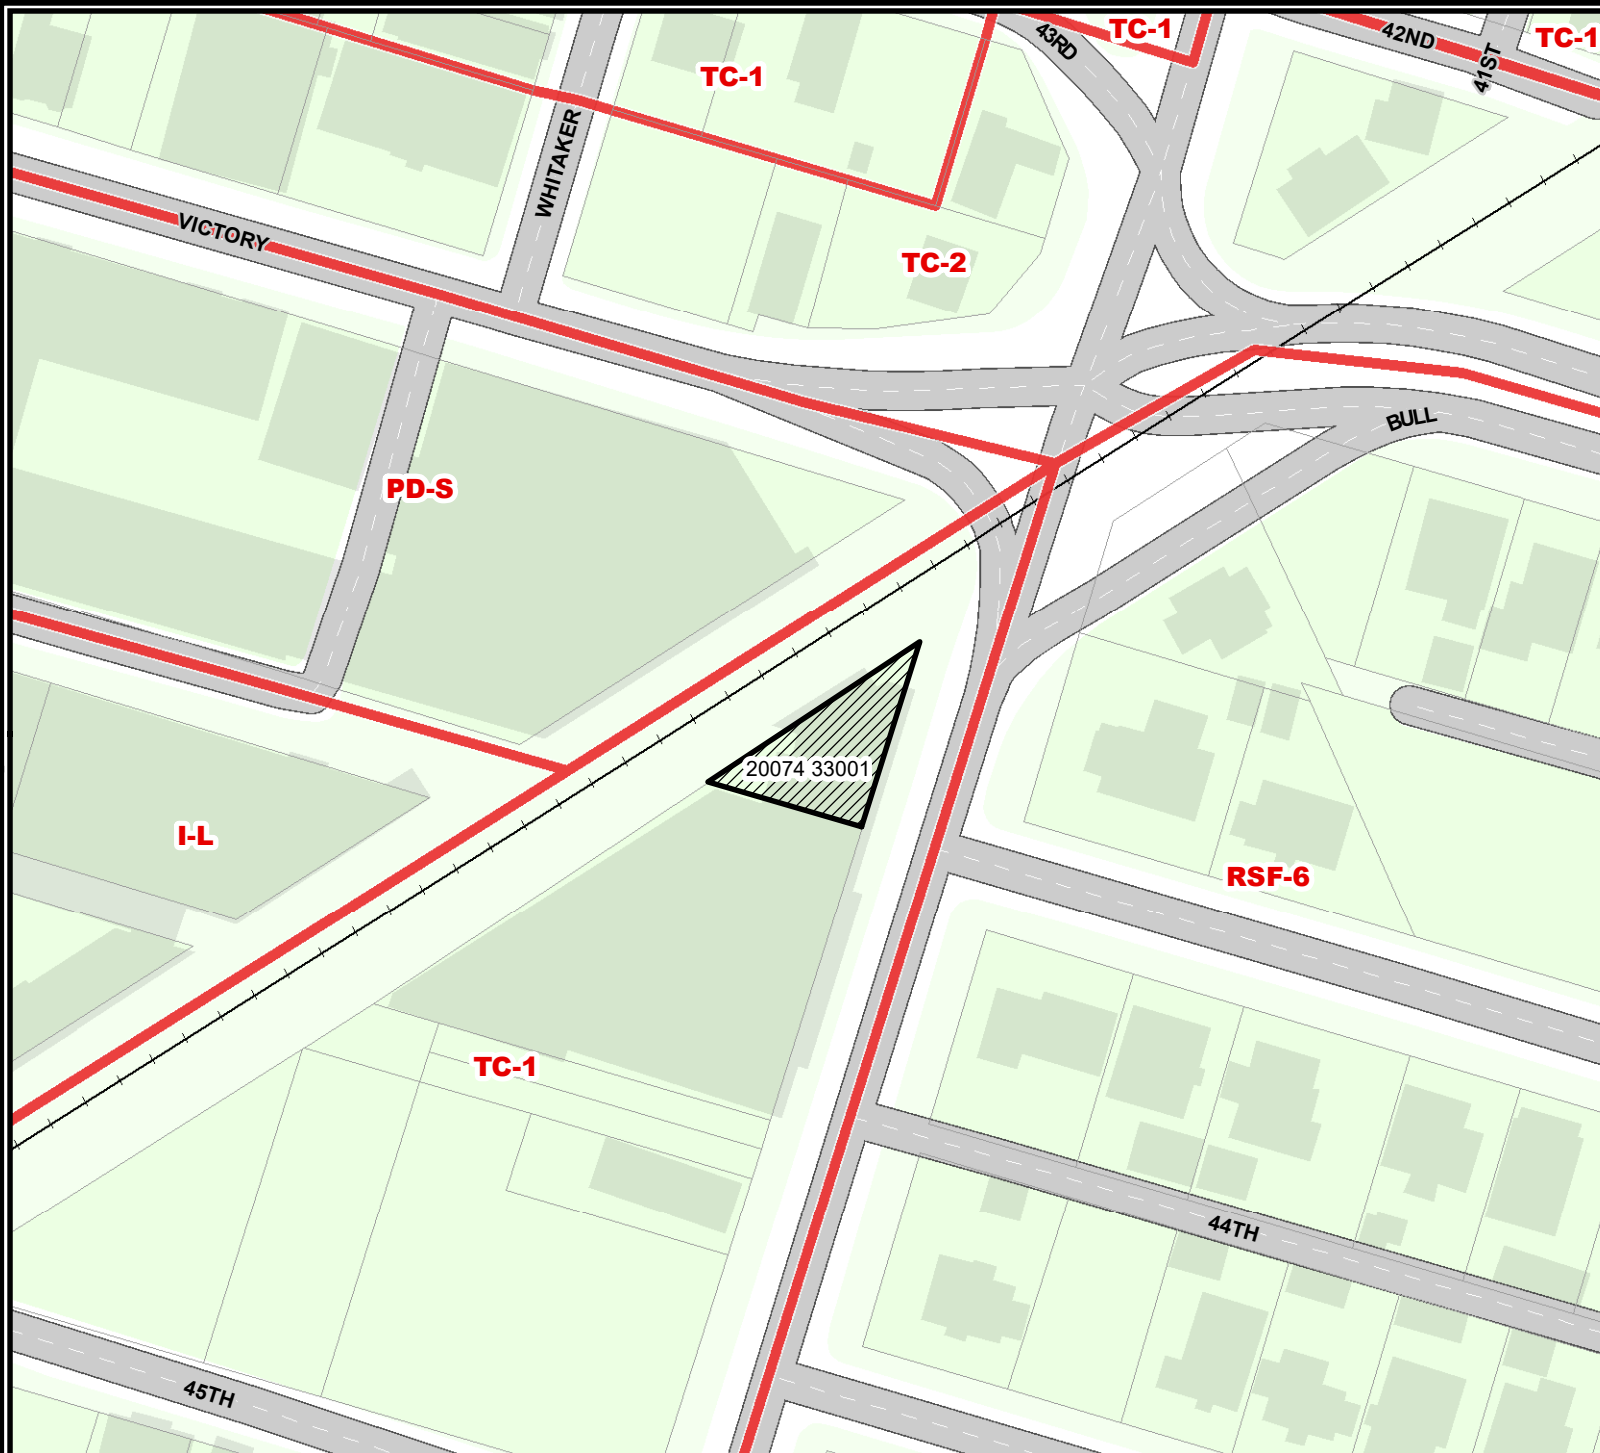 TC-1
43RD
42ND
TC-1
41ST
TC-1
WHITAKER
VICTORY
TC-2
BULL
PD-S
20074 33001
I-L
RSF-6
TC-1
44TH
45TH